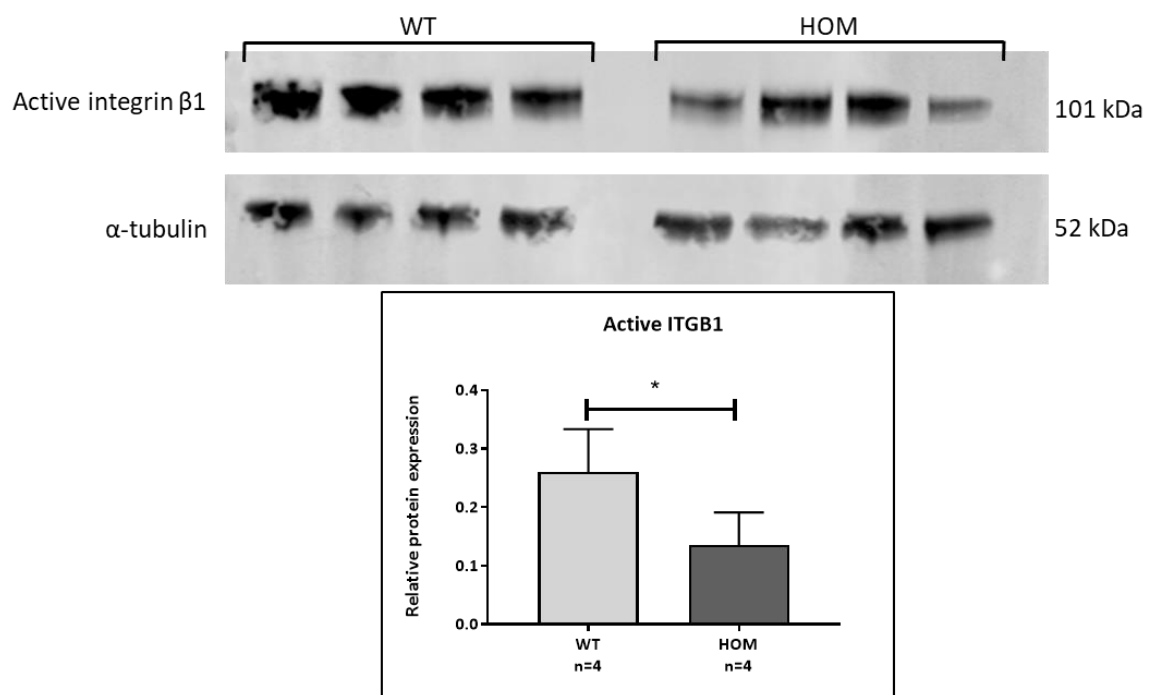 WT HOM
Active integrin β1 101 kDa
α-tubulin 52 kDa
Active ITGB1
*
0.4
0.3
0.2
0.1
0.0
Relative protein expression
WT HOM
n=4 n=4